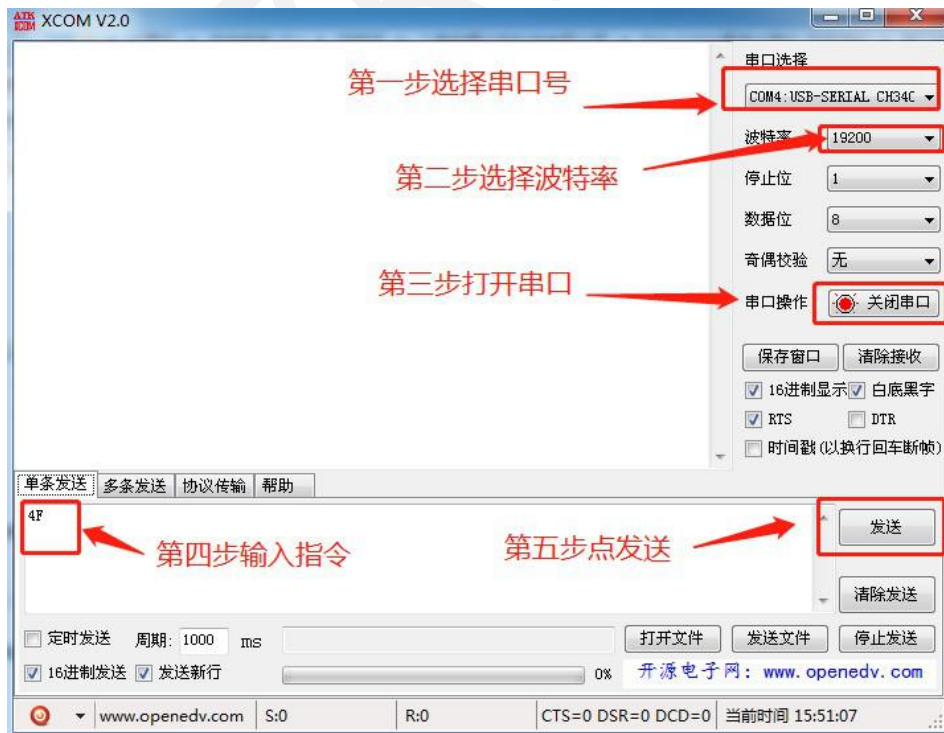 ATK XCOM XCOM V2.0
第一步选择串口号
串口选择
COM4:USB-SERIAL CH34C
波特率 19200
第二步选择波特率
停止位 1
数据位 8
奇偶校验 无
第三步打开串口
串口操作 关闭串口
保存窗口 清除接收
16进制显示 白底黑字
RTS DTR
时间戳(以换行回车断帧)
单条发送 多条发送 协议传输 帮助
4F
发送
第四步输入指令
第五步点发送
清除发送
定时发送 周期: 1000 ms 打开文件 发送文件 停止发送
16进制发送 发送新行 0% 开源电子网: www.openedv.com
www.openedv.com S:0 R:0 CTS=0 DSR=0 DCD=0 当前时间 15:51:07